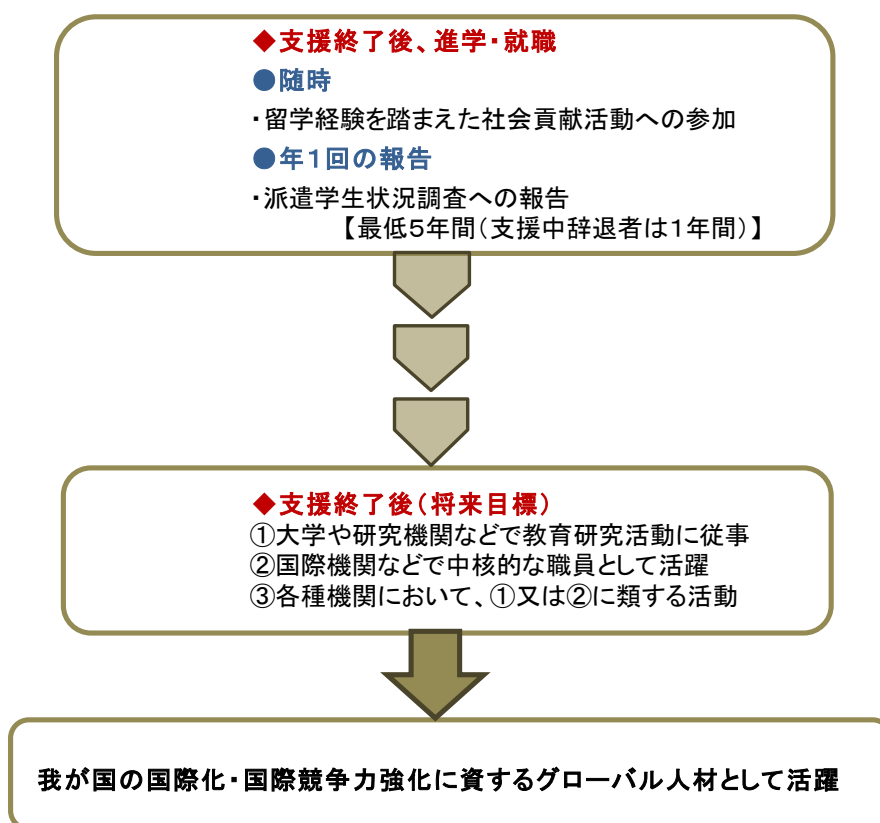 ◆支援終了後、進学・就職
●随時
・留学経験を踏まえた社会貢献活動への参加
●年１回の報告
・派遣学生状況調査への報告
【最低５年間（支援中辞退者は１年間）】
◆支援終了後（将来目標）
①大学や研究機関などで教育研究活動に従事
②国際機関などで中核的な職員として活躍
③各種機関において、①又は②に類する活動
我が国の国際化・国際競争力強化に資するグローバル人材として活躍